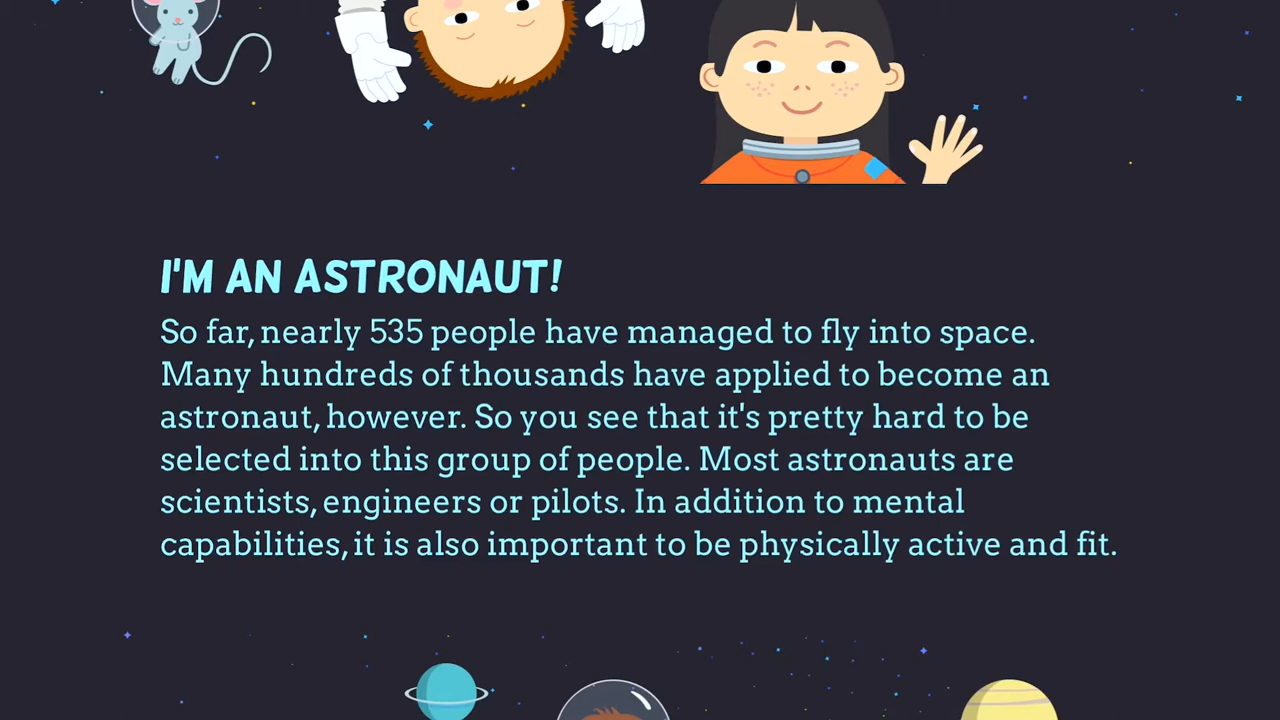 I'M AN ASTRONAUT!
So far, nearly 535 people have managed to fly into space.
Many hundreds of thousands have applied to become an
astronaut, however. So you see that it's pretty hard to be
selected into this group of people. Most astronauts are
scientists, engineers or pilots. In addition to mental
capabilities, it is also important to be physically active and fit.